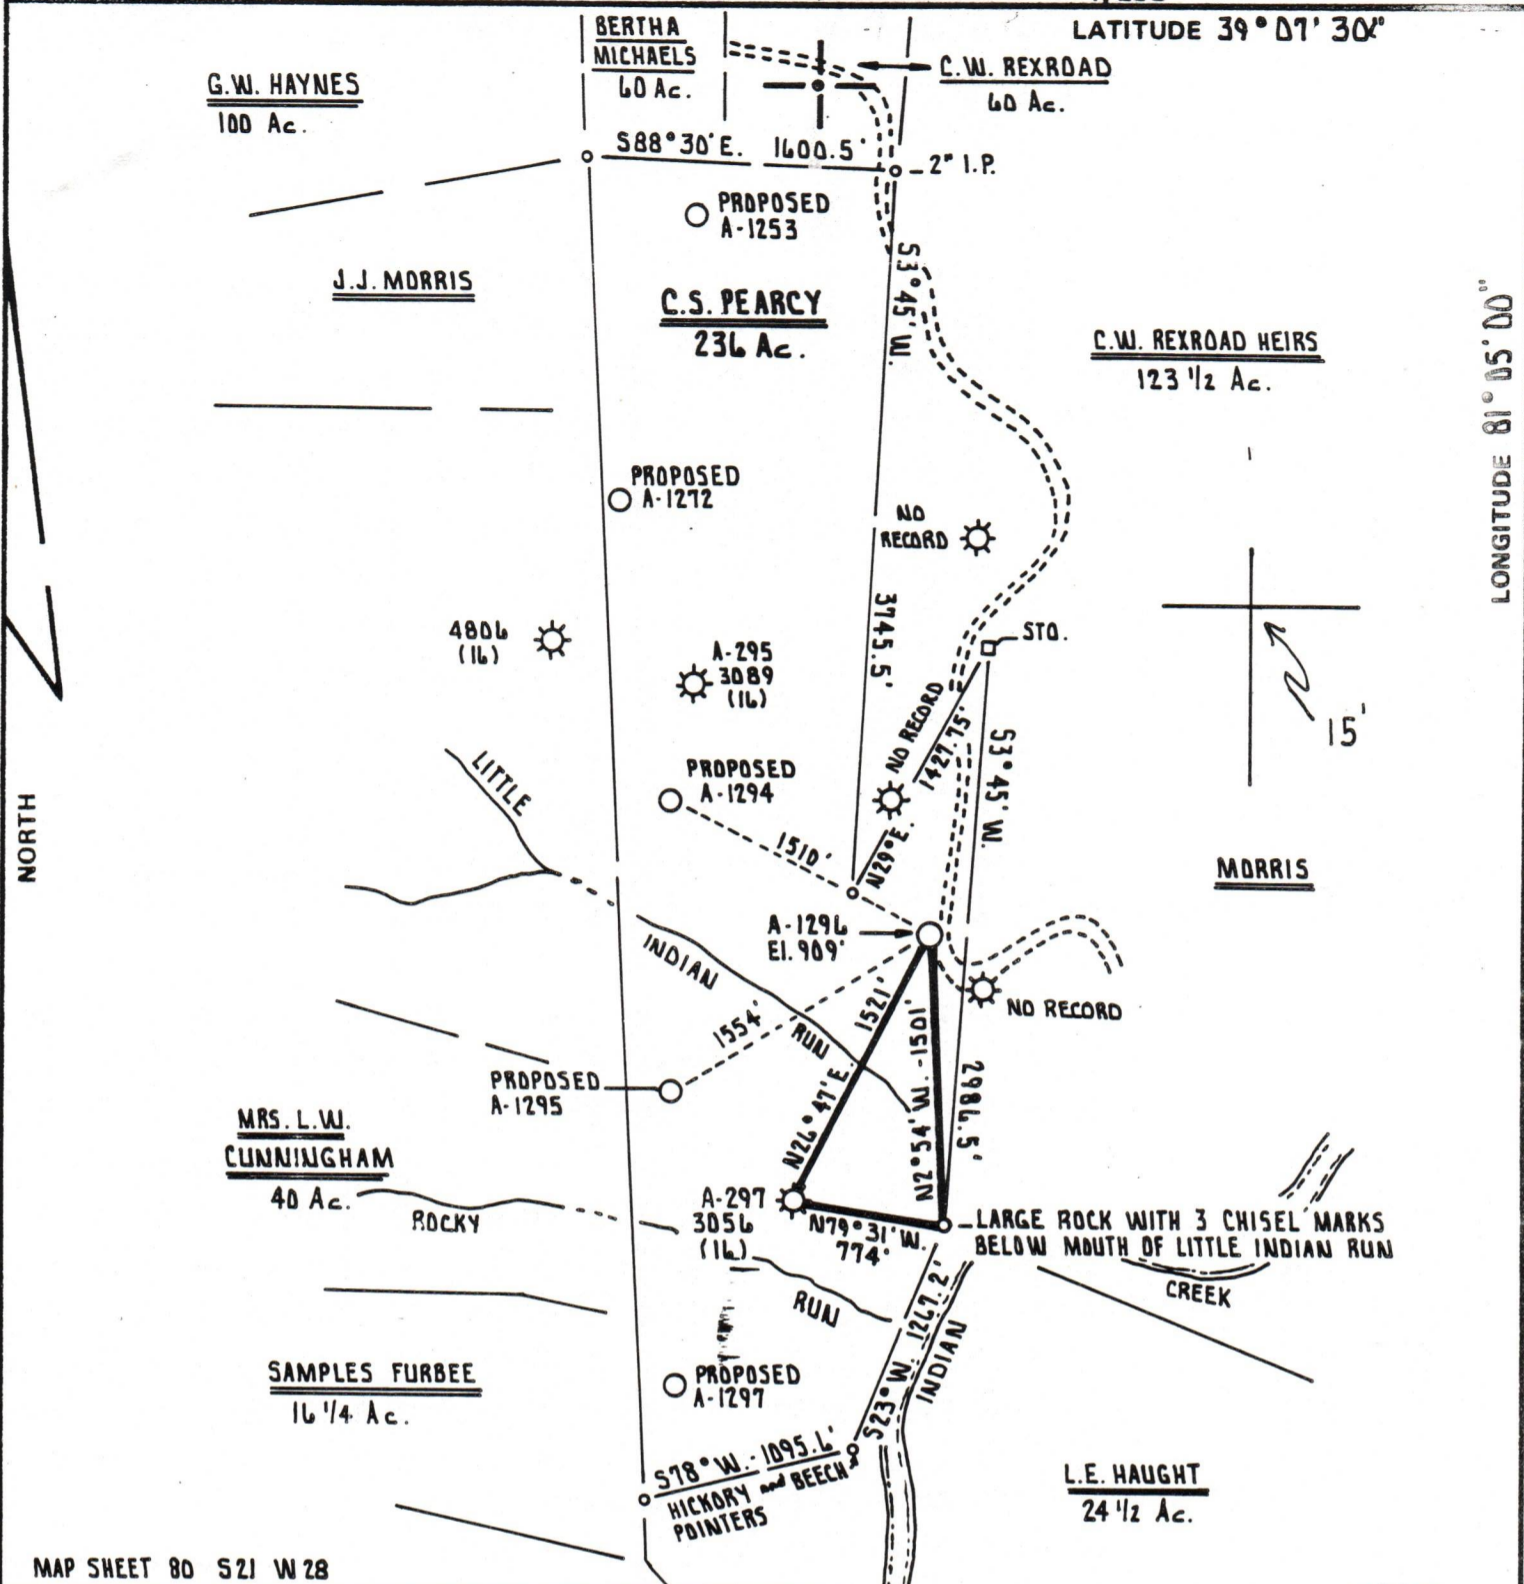 LATITUDE 39° 07' 30"
BERTHA
MICHAELS
60 Ac.
C.W. REXROAD
60 Ac.
G.W. HAYNES
100 Ac.
S88°30'E. 1600.5'
2" I.P.
PROPOSED
A-1253
S3°45'W.
J.J. MORRIS
C.S. PEARCY
236 Ac.
C.W. REXROAD HEIRS
123 1/2 Ac.
LONGITUDE 81° 05' 00"
PROPOSED
A-1272
NO
RECORD
3745.5'
4806
(16)
A-295
3089
(16)
STO.
15'
NO RECORD
1427.75'
N29°E.
S3°45'W.
LITTLE
PROPOSED
A-1294
1510'
NORTH
MORRIS
A-1296
El. 909'
INDIAN
RUN
1554'
1521'
N26°47'E.
N2°54'W.-1501'
NO RECORD
2986.5'
PROPOSED
A-1295
MRS. L.W.
CUNNINGHAM
40 Ac.
ROCKY
RUN
A-297
3056
(16)
N79°31'W.
774'
LARGE ROCK WITH 3 CHISEL MARKS
BELOW MOUTH OF LITTLE INDIAN RUN
CREEK
INDIAN
S23°W. 1267.2'
SAMPLES FURBEE
16 1/4 Ac.
PROPOSED
A-1297
S78°W.-1095.6'
HICKORY and BEECH
POINTERS
L.E. HAUGHT
24 1/2 Ac.
MAP SHEET 80 S21 W28